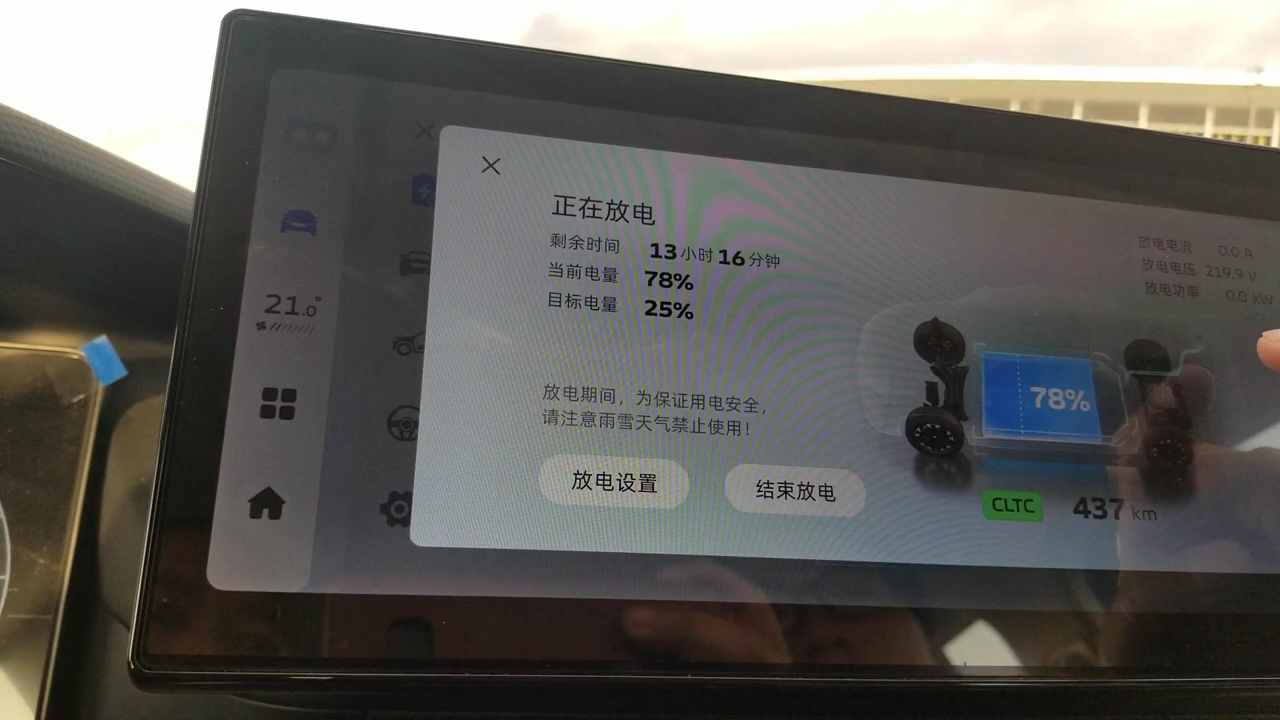 正在放电
剩余时间 13小时16分钟
当前电量 78%
目标电量 25%
放电电流 0.0 A
放电电压 219.9 V
放电功率 0.0 kW
21.0°
78%
放电期间，为保证用电安全，
请注意雨雪天气禁止使用！
放电设置 结束放电
CLTC 437 km